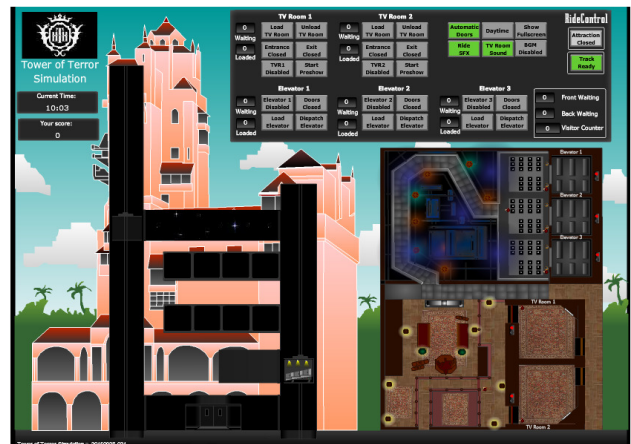 TV Room 1
TV Room 2
RideControl
0
Waiting
0
Loaded
Load
TV Room
Unload
TV Room
Entrance
Closed
Exit
Closed
TVR1
Disabled
Start
Preshow
0
Waiting
0
Loaded
Load
TV Room
Unload
TV Room
Entrance
Closed
Exit
Closed
TVR2
Disabled
Start
Preshow
Automatic
Doors
Daytime
Show
Fullscreen
Ride
SFX
TV Room
Sound
BGM
Disabled
Attraction
Closed
Track
Ready
Elevator 1
Elevator 2
Elevator 3
0
Waiting
0
Loaded
Elevator 1
Disabled
Doors
Closed
Load
Elevator
Dispatch
Elevator
0
Waiting
0
Loaded
Elevator 2
Disabled
Doors
Closed
Load
Elevator
Dispatch
Elevator
0
Waiting
0
Loaded
Elevator 3
Disabled
Doors
Closed
Load
Elevator
Dispatch
Elevator
0 Front Waiting
0 Back Waiting
0 Visitor Counter
HTH
Tower of Terror
Simulation
Current Time:
10:03
Your score:
0
Elevator 1
Elevator 2
Elevator 3
TV Room 1
TV Room 2